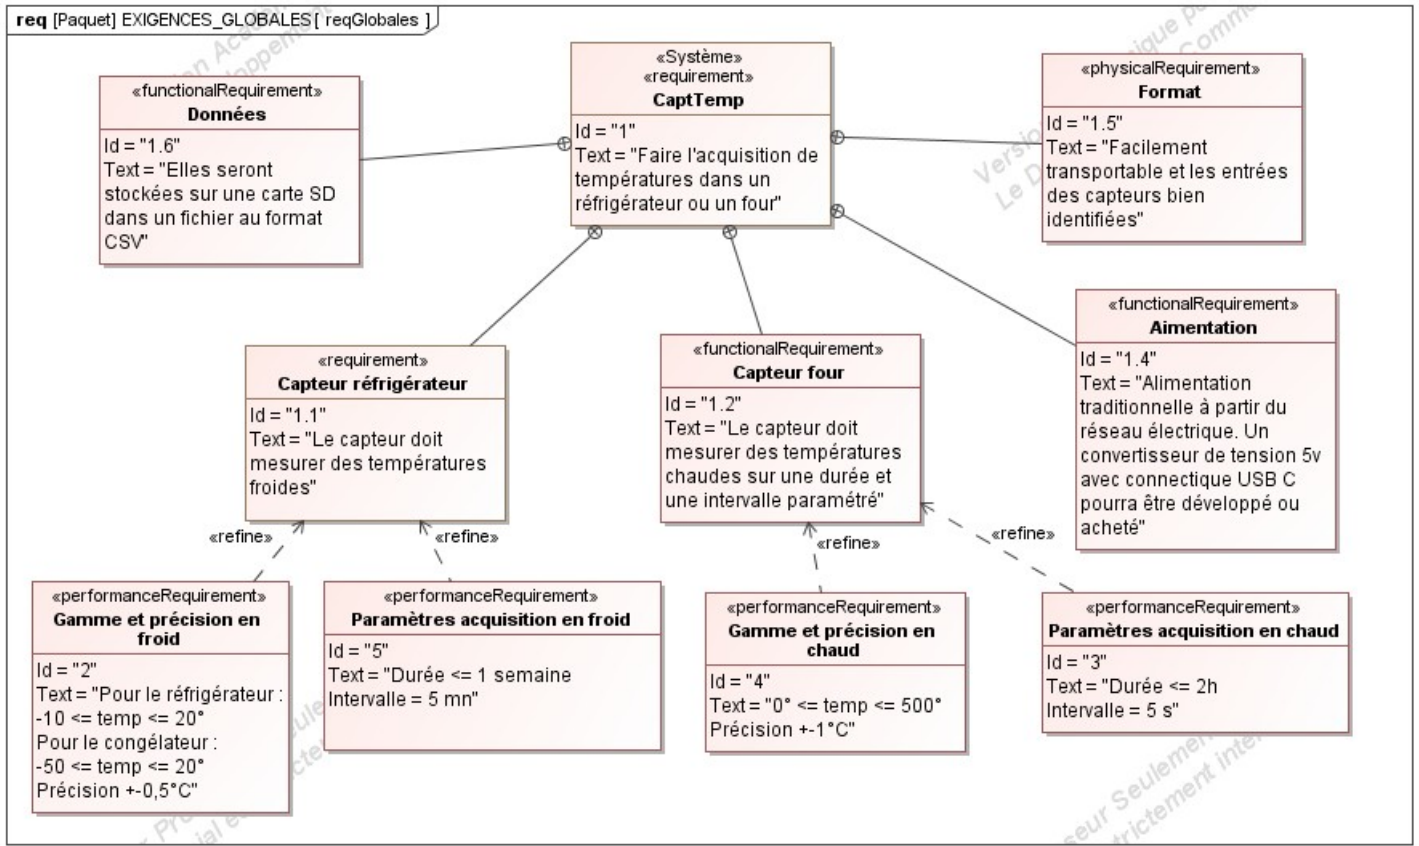 req [Paquet] EXIGENCES_GLOBALES [ reqGlobales ]
«functionalRequirement»
Données
Id = "1.6"
Text = "Elles seront
stockées sur une carte SD
dans un fichier au format
CSV"
«Système»
«requirement»
CaptTemp
Id = "1"
Text = "Faire l'acquisition de
températures dans un
réfrigérateur ou un four"
«physicalRequirement»
Format
Id = "1.5"
Text = "Facilement
transportable et les entrées
des capteurs bien
identifiées"
«requirement»
Capteur réfrigérateur
Id = "1.1"
Text = "Le capteur doit
mesurer des températures
froides"
«functionalRequirement»
Capteur four
Id = "1.2"
Text = "Le capteur doit
mesurer des températures
chaudes sur une durée et
une intervalle paramétré"
«functionalRequirement»
Aimentation
Id = "1.4"
Text = "Alimentation
traditionnelle à partir du
réseau électrique. Un
convertisseur de tension 5v
avec connectique USB C
pourra être développé ou
acheté"
«refine»
«refine»
«refine»
«refine»
«performanceRequirement»
Gamme et précision en
froid
Id = "2"
Text = "Pour le réfrigérateur :
-10 <= temp <= 20°
Pour le congélateur :
-50 <= temp <= 20°
Précision +-0,5°C"
«performanceRequirement»
Paramètres acquisition en froid
Id = "5"
Text = "Durée <= 1 semaine
Intervalle = 5 mn"
«performanceRequirement»
Gamme et précision en
chaud
Id = "4"
Text = "0° <= temp <= 500°
Précision +-1°C"
«performanceRequirement»
Paramètres acquisition en chaud
Id = "3"
Text = "Durée <= 2h
Intervalle = 5 s"